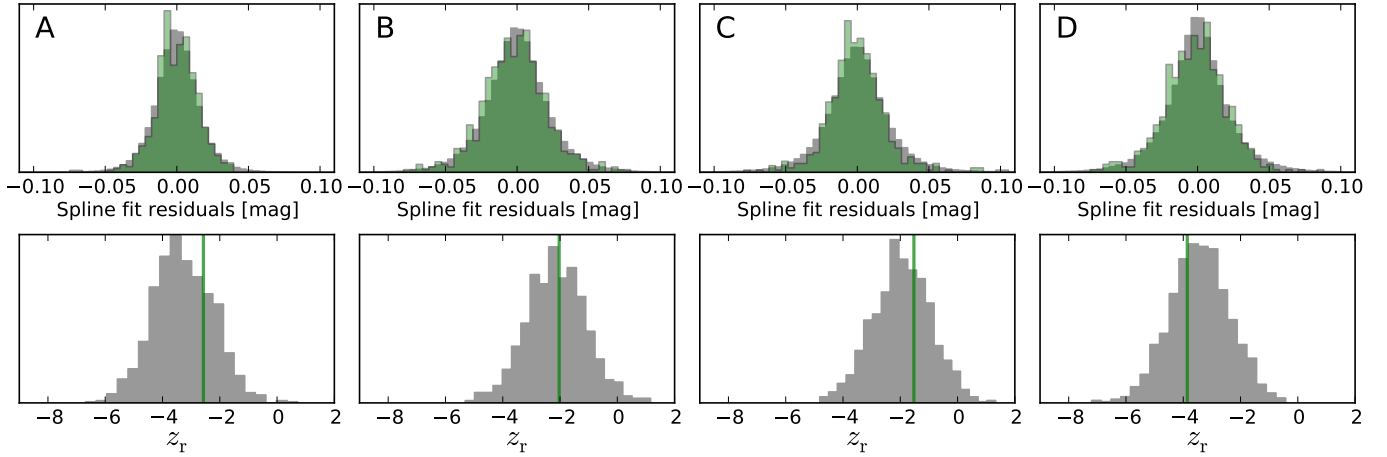 A B C D
−0.10 −0.05 0.00 0.05 0.10 −0.10 −0.05 0.00 0.05 0.10 −0.10 −0.05 0.00 0.05 0.10 −0.10 −0.05 0.00 0.05 0.10
Spline fit residuals [mag] Spline fit residuals [mag] Spline fit residuals [mag] Spline fit residuals [mag]
−8 −6 −4 −2 0 2 −8 −6 −4 −2 0 2 −8 −6 −4 −2 0 2 −8 −6 −4 −2 0 2
z_r z_r z_r z_r